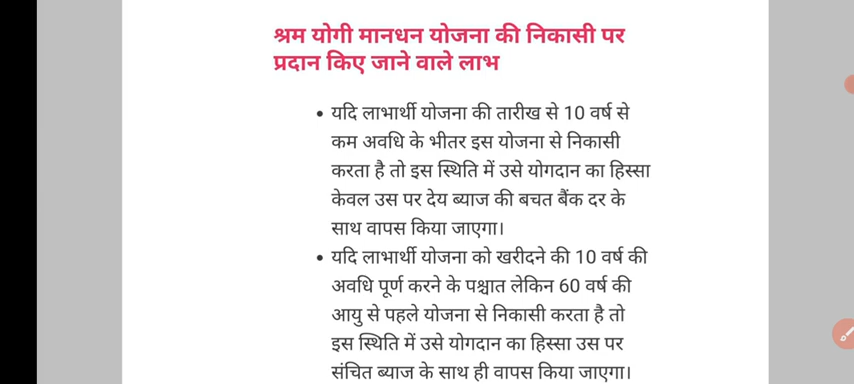 श्रम योगी मानधन योजना की निकासी पर
प्रदान किए जाने वाले लाभ
• यदि लाभार्थी योजना की तारीख से 10 वर्ष से
कम अवधि के भीतर इस योजना से निकासी
करता है तो इस स्थिति में उसे योगदान का हिस्सा
केवल उस पर देय ब्याज की बचत बैंक दर के
साथ वापस किया जाएगा।
• यदि लाभार्थी योजना को खरीदने की 10 वर्ष की
अवधि पूर्ण करने के पश्चात लेकिन 60 वर्ष की
आयु से पहले योजना से निकासी करता है तो
इस स्थिति में उसे योगदान का हिस्सा उस पर
संचित ब्याज के साथ ही वापस किया जाएगा।